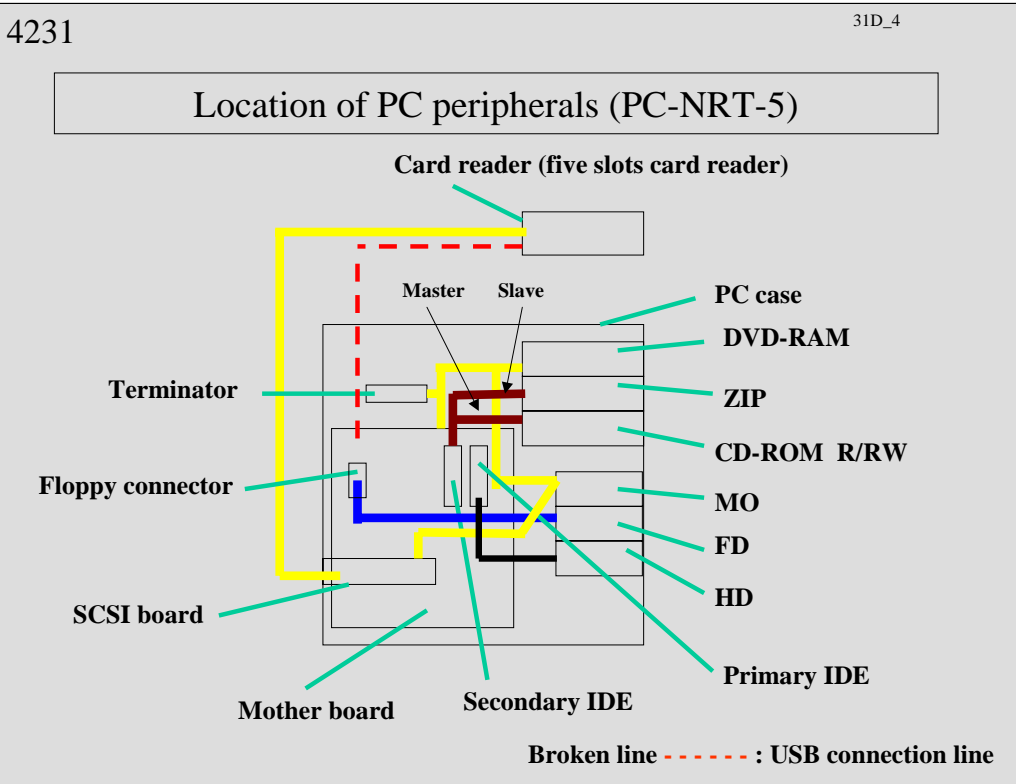 4231
31D_4
Location of PC peripherals (PC-NRT-5)
Card reader (five slots card reader)
Master Slave
PC case
DVD-RAM
Terminator
ZIP
CD-ROM R/RW
Floppy connector
MO
FD
HD
SCSI board
Primary IDE
Secondary IDE
Mother board
Broken line - - - - - - : USB connection line